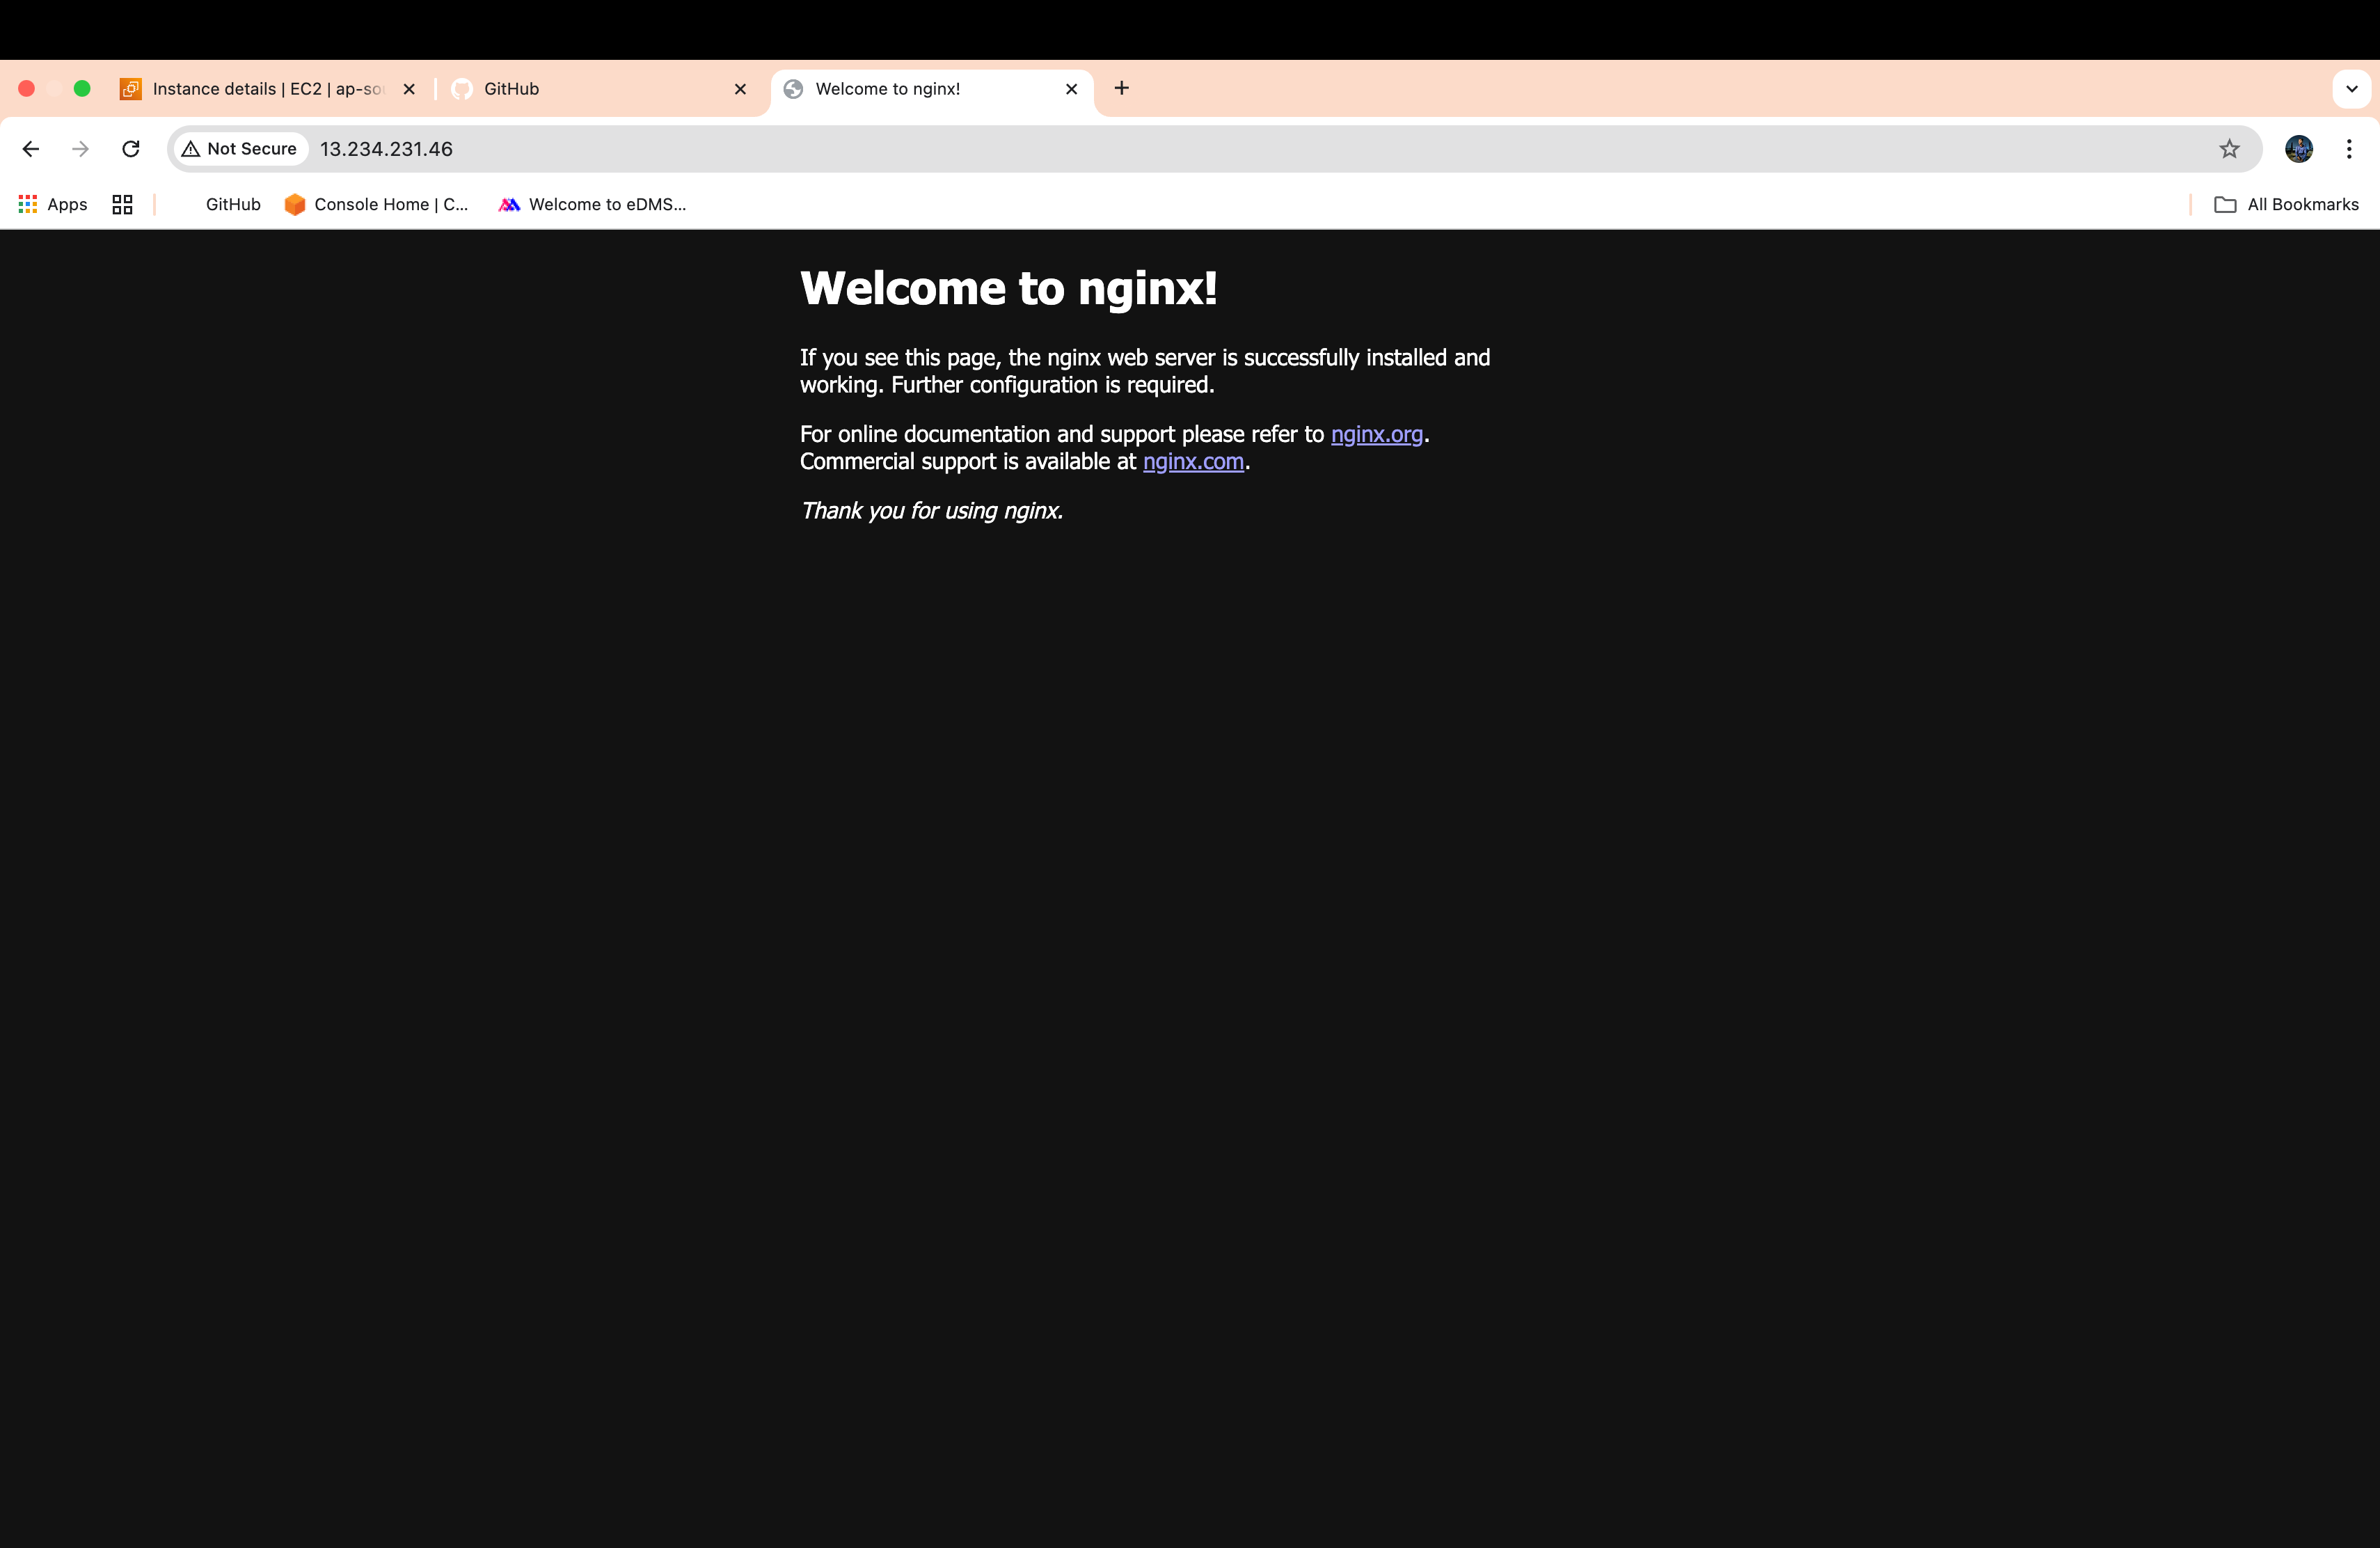 Instance details | EC2 | ap-sou
GitHub
Welcome to nginx!
Not Secure
13.234.231.46
Apps
GitHub
Console Home | C...
Welcome to eDMS...
All Bookmarks
Welcome to nginx!
If you see this page, the nginx web server is successfully installed and
working. Further configuration is required.
For online documentation and support please refer to nginx.org.
Commercial support is available at nginx.com.
Thank you for using nginx.